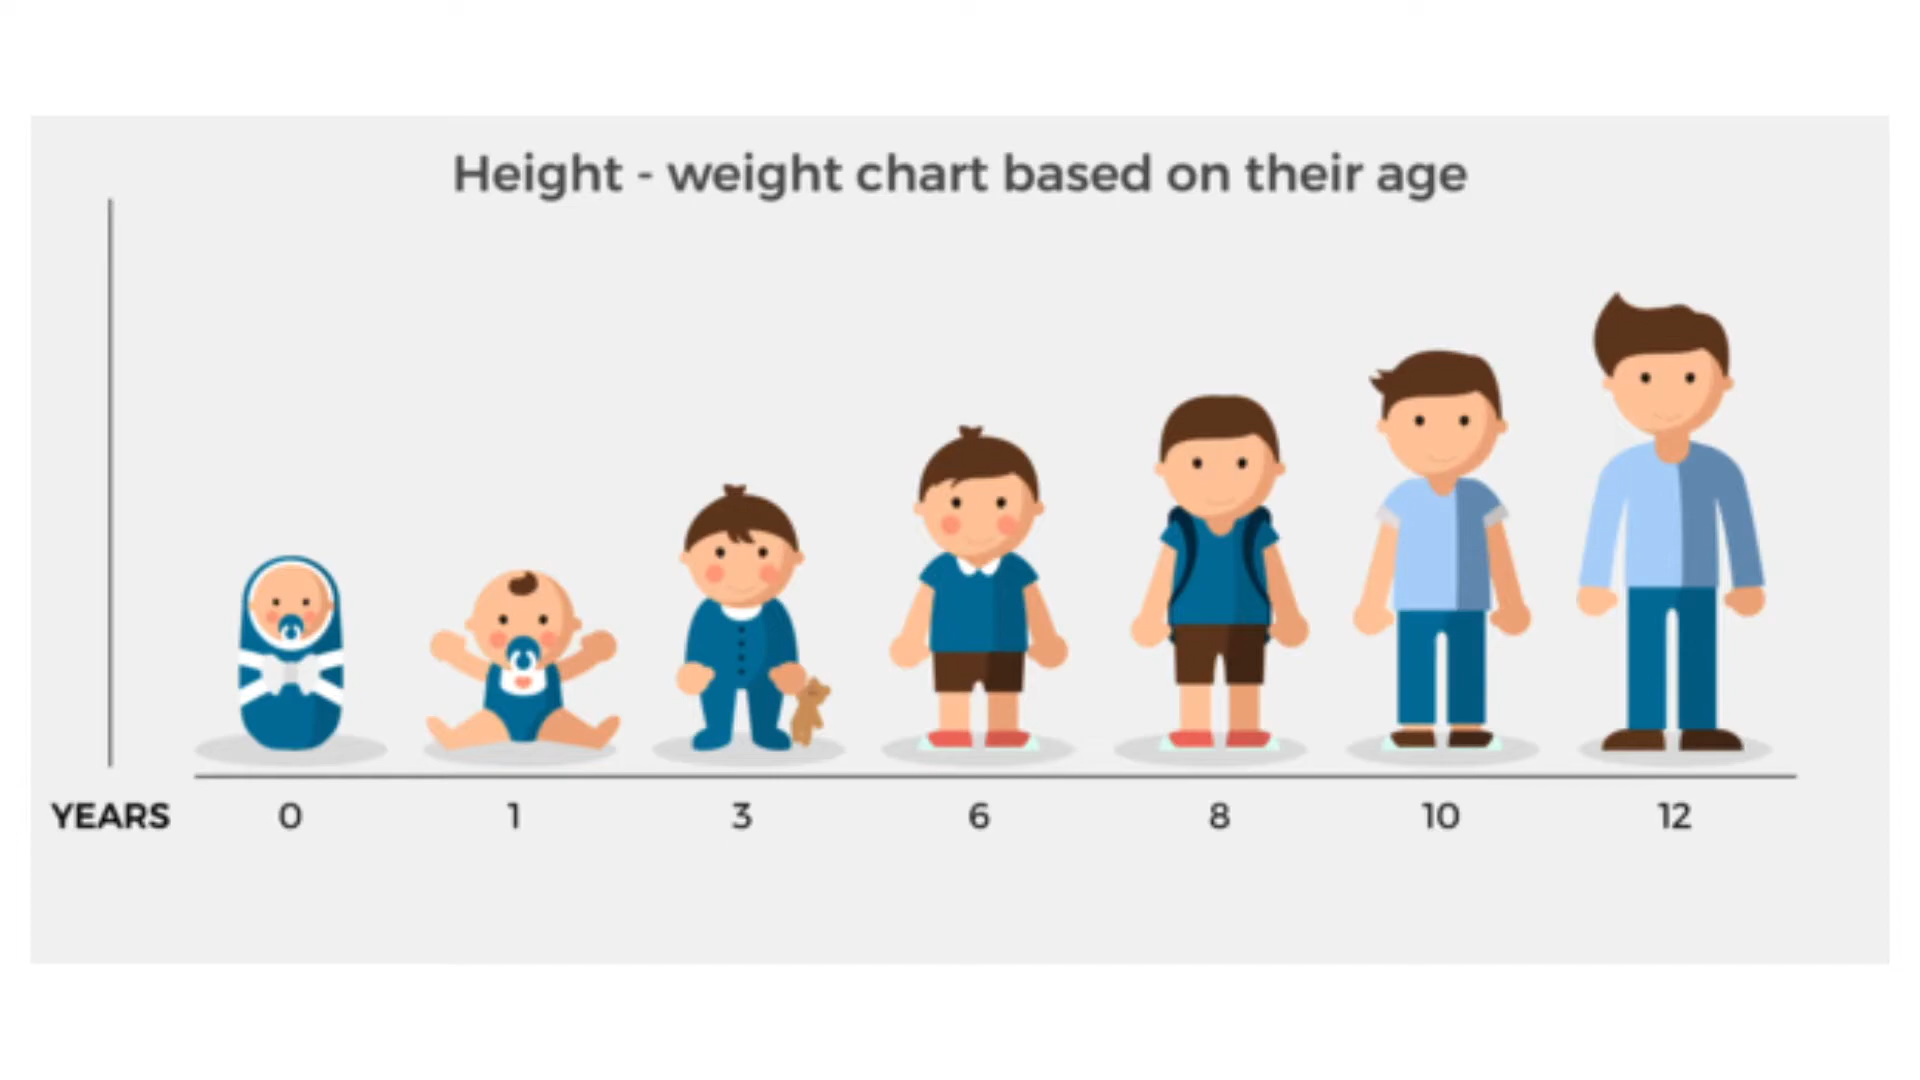 Height - weight chart based on their age
YEARS 0 1 3 6 8 10 12